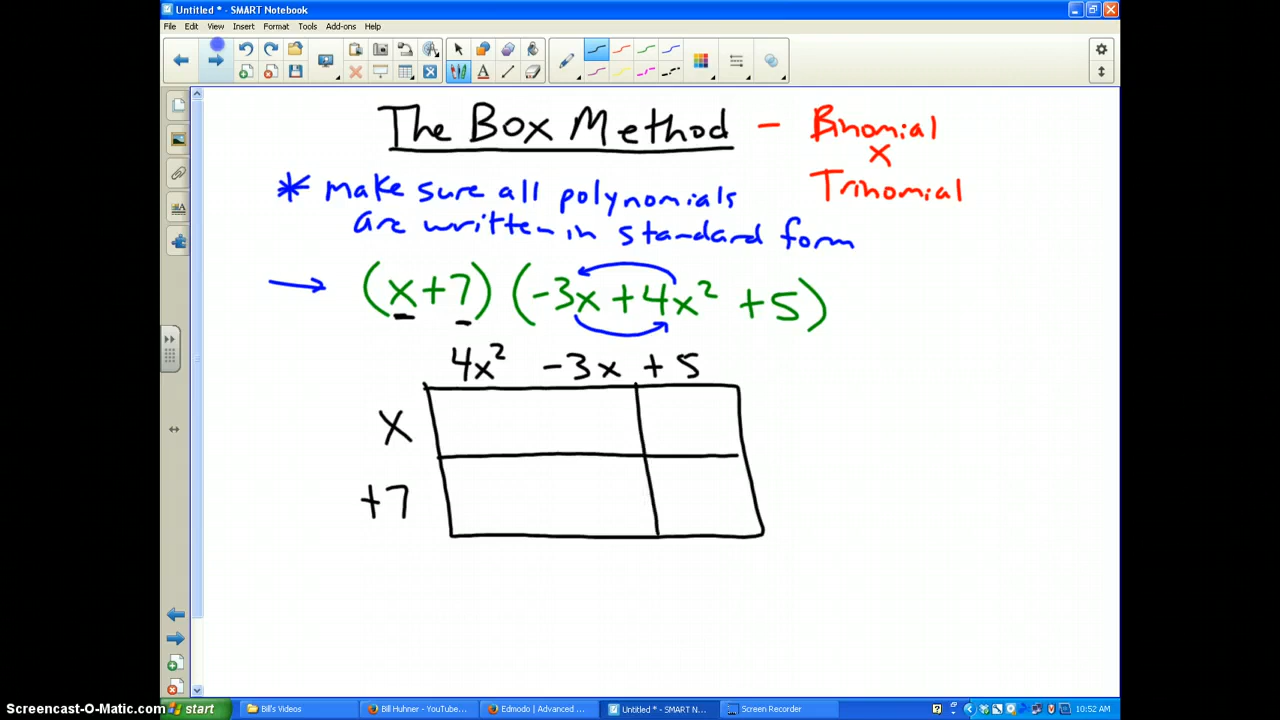 Untitled * - SMART Notebook
File Edit View Insert Format Tools Add-ons Help
The Box Method - Binomial
x
Trinomial
* make sure all polynomials
are written in standard form
→ (x+7) (-3x +4x² +5)
4x² -3x +5
x
+7
Screencast-O-Matic.com
start Bill's Videos Bill Huhner - YouTube... Edmodo | Advanced ... Untitled * - SMART N... Screen Recorder 10:52 AM